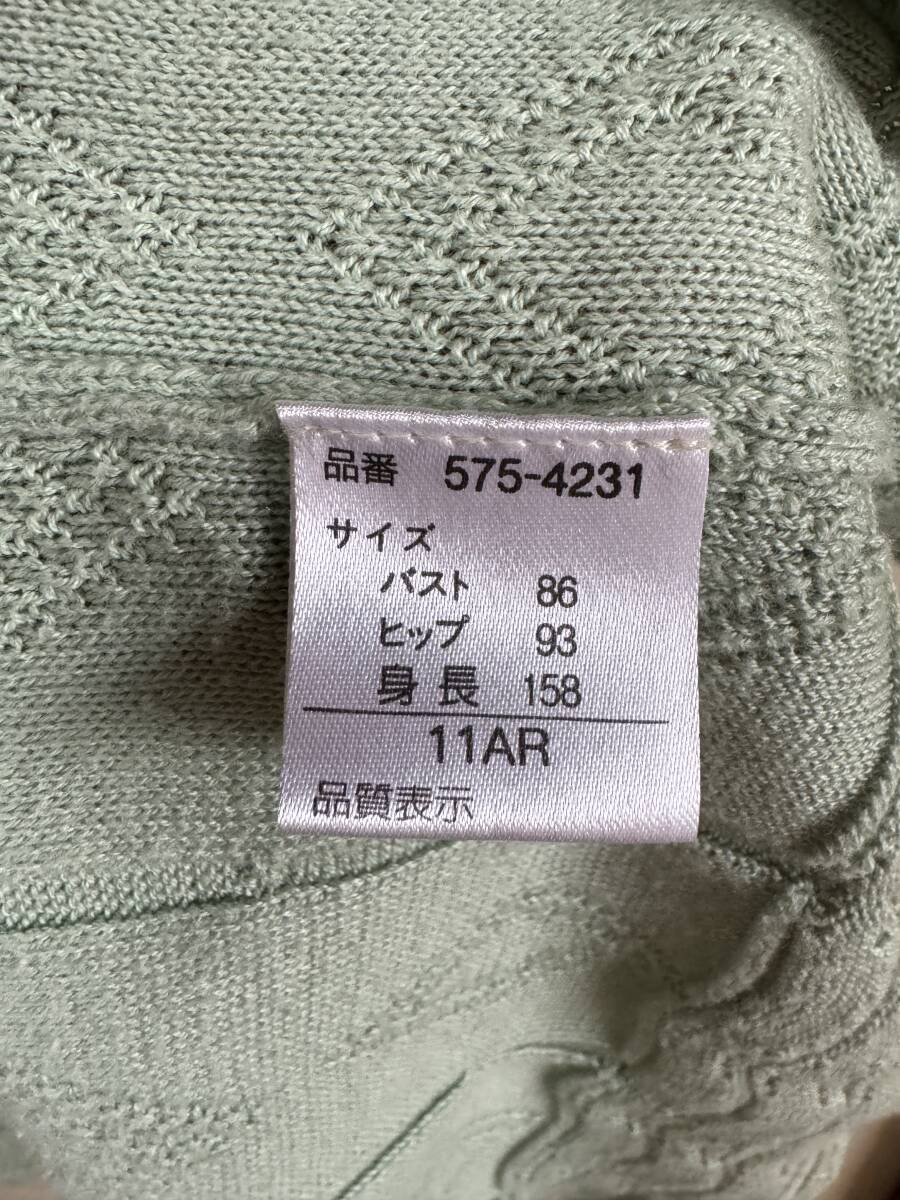 品番 575-4231
サイズ
バスト 86
ヒップ 93
身長 158
11AR
品質表示